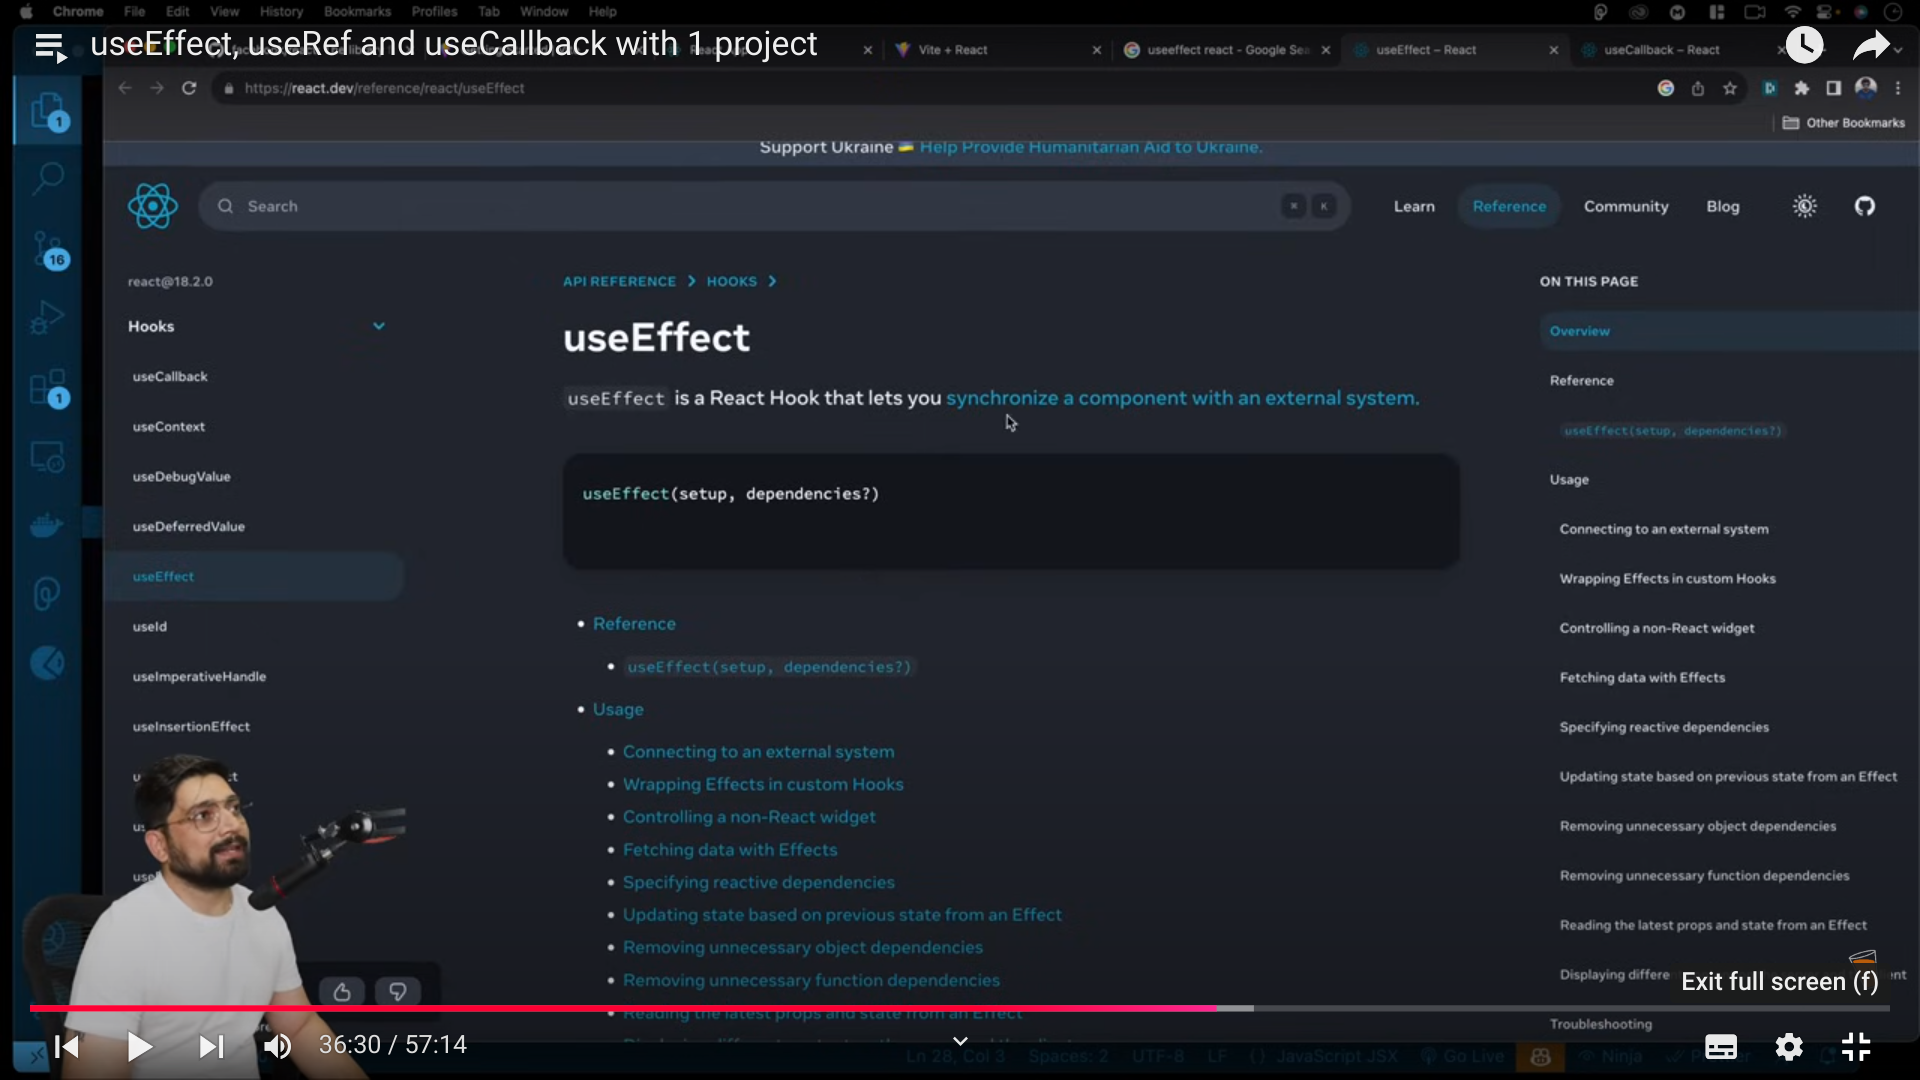 Chrome File Edit View History Bookmarks Profiles Tab Window Help
useEffect, useRef and useCallback with 1 project
Vite + React
useeffect react - Google Sea
useEffect – React
useCallback – React
https://react.dev/reference/react/useEffect
Other Bookmarks
Support Ukraine 🇺🇦 Help Provide Humanitarian Aid to Ukraine.
Search
K
Learn
Reference
Community
Blog
1
16
1
react@18.2.0
Hooks
useCallback
useContext
useDebugValue
useDeferredValue
useEffect
useId
useImperativeHandle
useInsertionEffect
API REFERENCE
HOOKS
useEffect
useEffect is a React Hook that lets you synchronize a component with an external system.
useEffect(setup, dependencies?)
• Reference
• useEffect(setup, dependencies?)
• Usage
• Connecting to an external system
• Wrapping Effects in custom Hooks
• Controlling a non-React widget
• Fetching data with Effects
• Specifying reactive dependencies
• Updating state based on previous state from an Effect
• Removing unnecessary object dependencies
• Removing unnecessary function dependencies
• Reading the latest props and state from an Effect
ON THIS PAGE
Overview
Reference
useEffect(setup, dependencies?)
Usage
Connecting to an external system
Wrapping Effects in custom Hooks
Controlling a non-React widget
Fetching data with Effects
Specifying reactive dependencies
Updating state based on previous state from an Effect
Removing unnecessary object dependencies
Removing unnecessary function dependencies
Reading the latest props and state from an Effect
Displaying differe
Exit full screen (f)
Troubleshooting
36:30 / 57:14
Ln 28, Col 3 Spaces: 2 UTF-8 LF {} JavaScript JSX Go Live Ninja